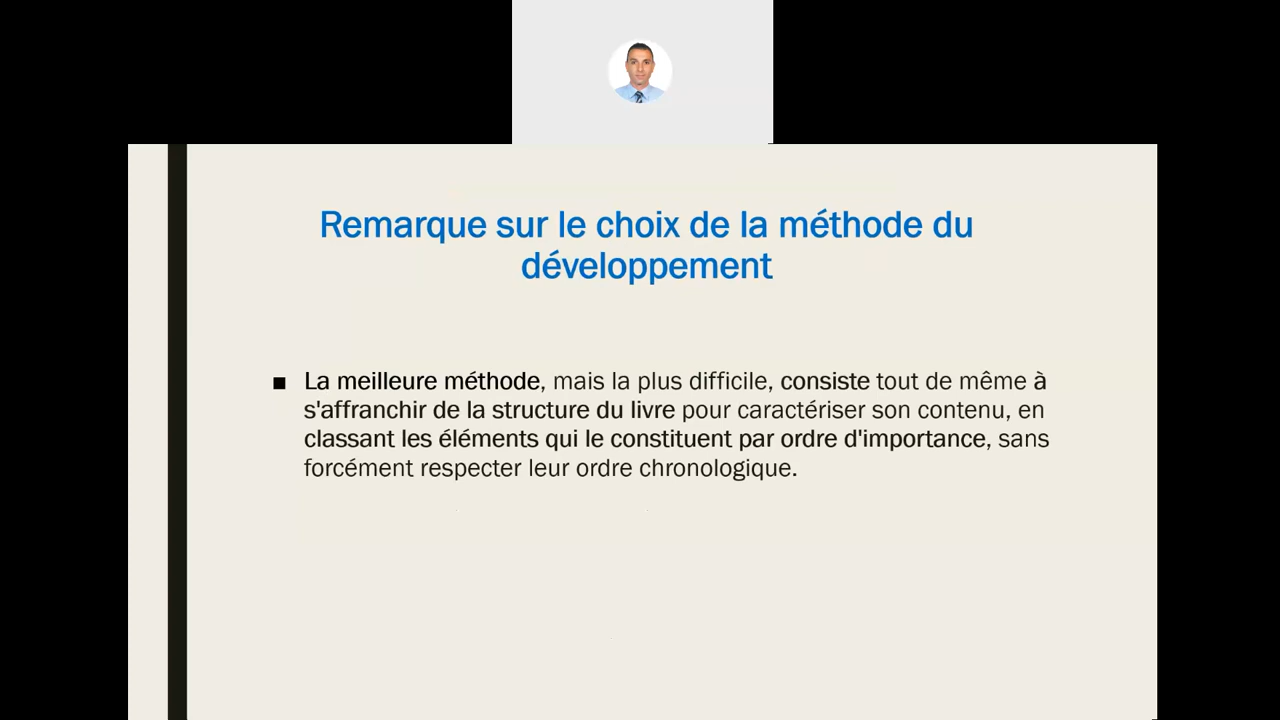 Remarque sur le choix de la méthode du
développement
■ La meilleure méthode, mais la plus difficile, consiste tout de même à
s'affranchir de la structure du livre pour caractériser son contenu, en
classant les éléments qui le constituent par ordre d'importance, sans
forcément respecter leur ordre chronologique.